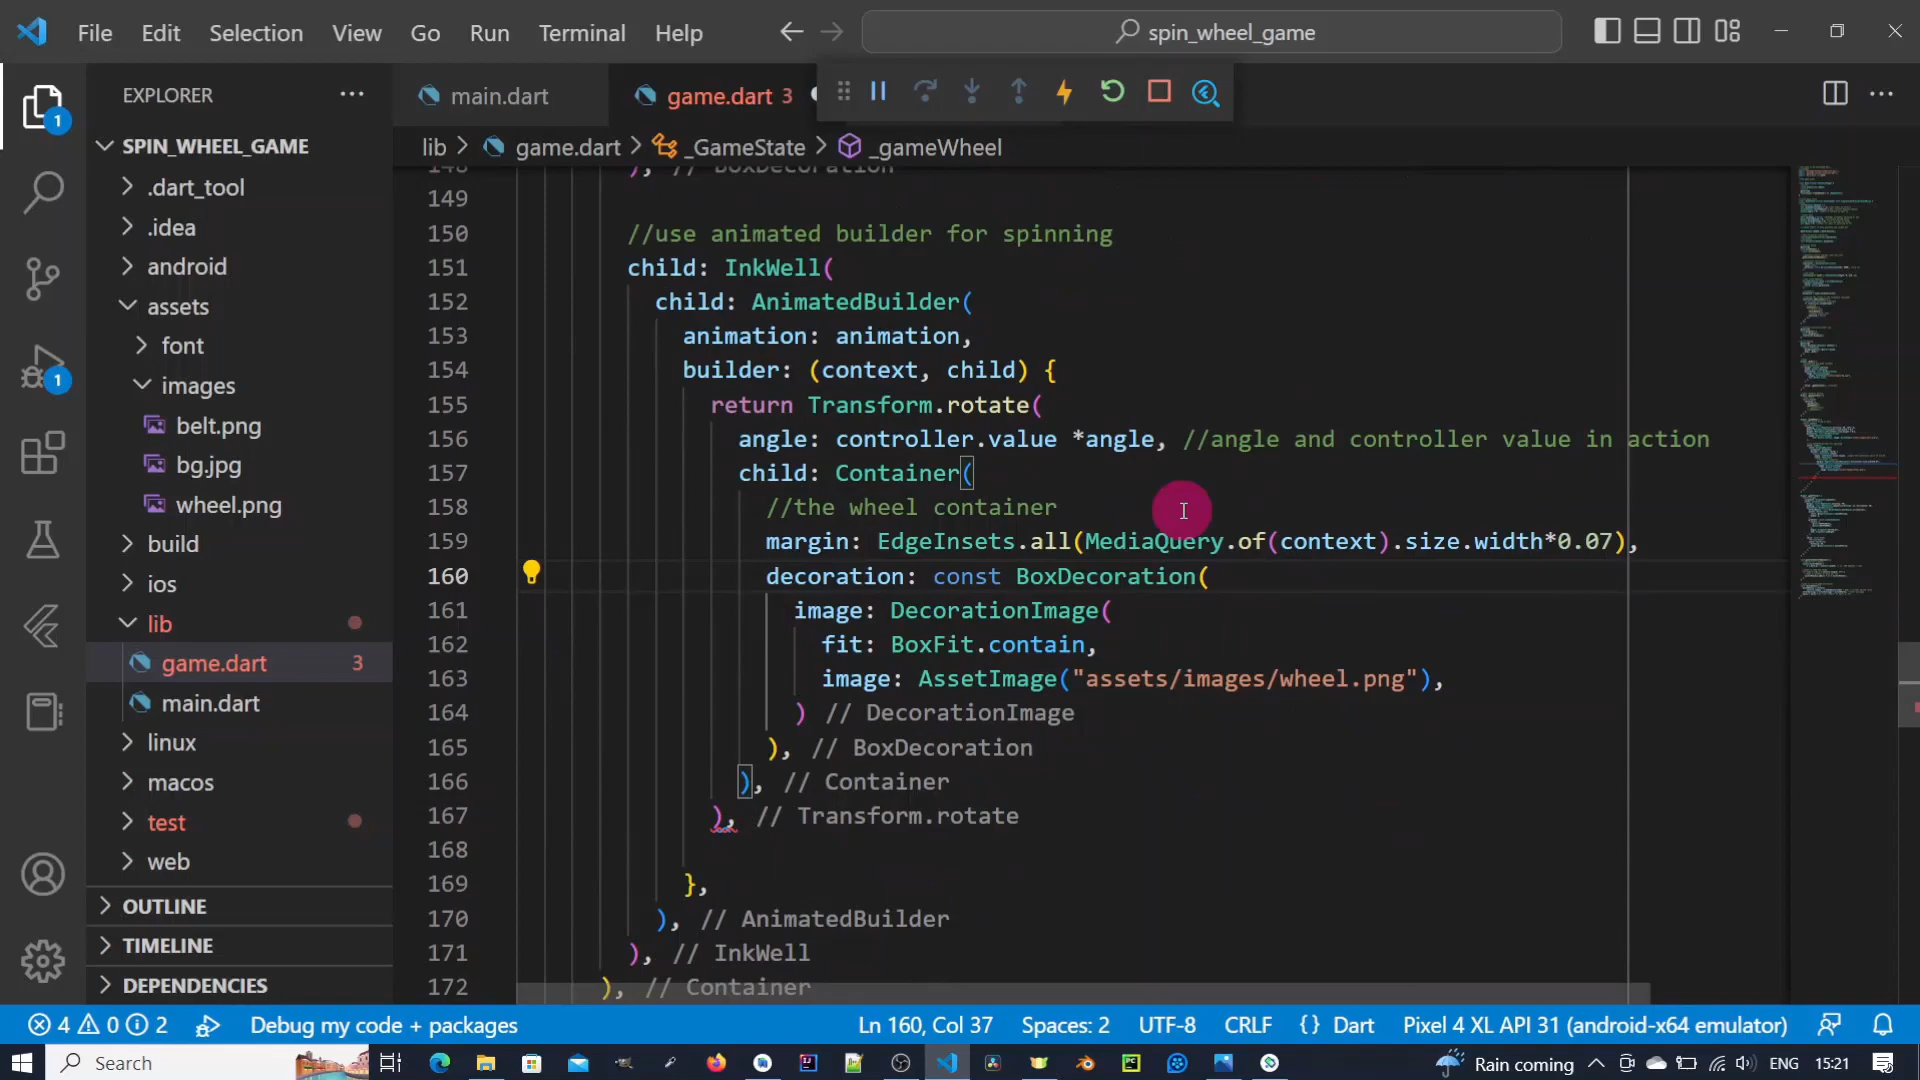 File Edit Selection View Go Run Terminal Help
spin_wheel_game
EXPLORER
main.dart
game.dart 3
SPIN_WHEEL_GAME
lib > game.dart > _GameState > _gameWheel
.dart_tool
.idea
android
assets
font
images
belt.png
bg.jpg
wheel.png
build
ios
lib
game.dart 3
main.dart
linux
macos
test
web
OUTLINE
TIMELINE
DEPENDENCIES
1
1
148 ), // BoxDecoration
149
150 //use animated builder for spinning
151 child: InkWell(
152 child: AnimatedBuilder(
153 animation: animation,
154 builder: (context, child) {
155 return Transform.rotate(
156 angle: controller.value *angle, //angle and controller value in action
157 child: Container(
158 //the wheel container
159 margin: EdgeInsets.all(MediaQuery.of(context).size.width*0.07),
160 decoration: const BoxDecoration(
161 image: DecorationImage(
162 fit: BoxFit.contain,
163 image: AssetImage("assets/images/wheel.png"),
164 ) // DecorationImage
165 ), // BoxDecoration
166 ), // Container
167 ), // Transform.rotate
168
169 },
170 ), // AnimatedBuilder
171 ), // InkWell
172 ), // Container
4 0 2 Debug my code + packages Ln 160, Col 37 Spaces: 2 UTF-8 CRLF {} Dart Pixel 4 XL API 31 (android-x64 emulator)
Search Rain coming ENG 15:21